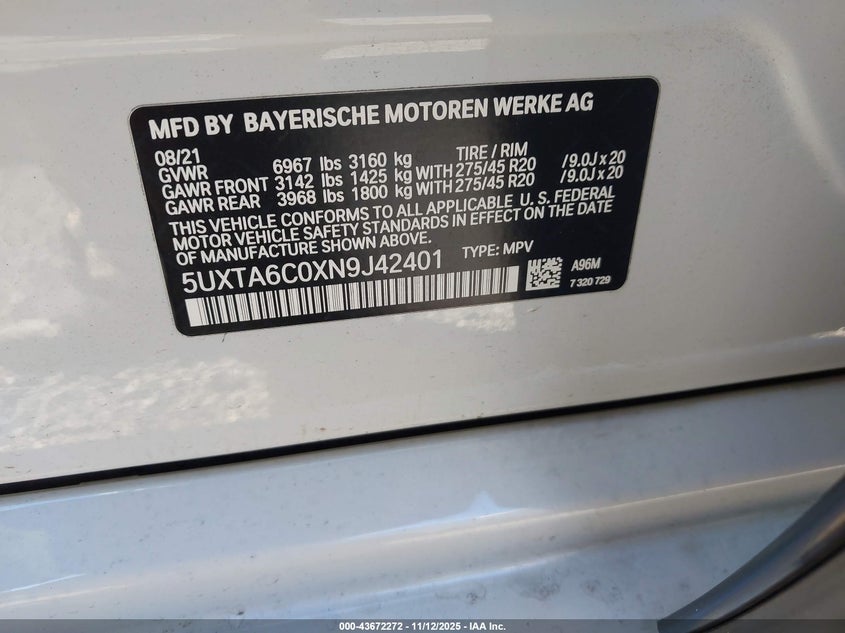 MFD BY BAYERISCHE MOTOREN WERKE AG
08/21
GVWR 6967 lbs 3160 kg TIRE / RIM
GAWR FRONT 3142 lbs 1425 kg WITH 275/45 R20 /9.0J x 20
GAWR REAR 3968 lbs 1800 kg WITH 275/45 R20 /9.0J x 20
THIS VEHICLE CONFORMS TO ALL APPLICABLE U. S. FEDERAL
MOTOR VEHICLE SAFETY STANDARDS IN EFFECT ON THE DATE
OF MANUFACTURE SHOWN ABOVE.
5UXTA6C0XN9J42401 TYPE: MPV
A96M
7 320 729
000-43672272 - 11/12/2025 - IAA Inc.